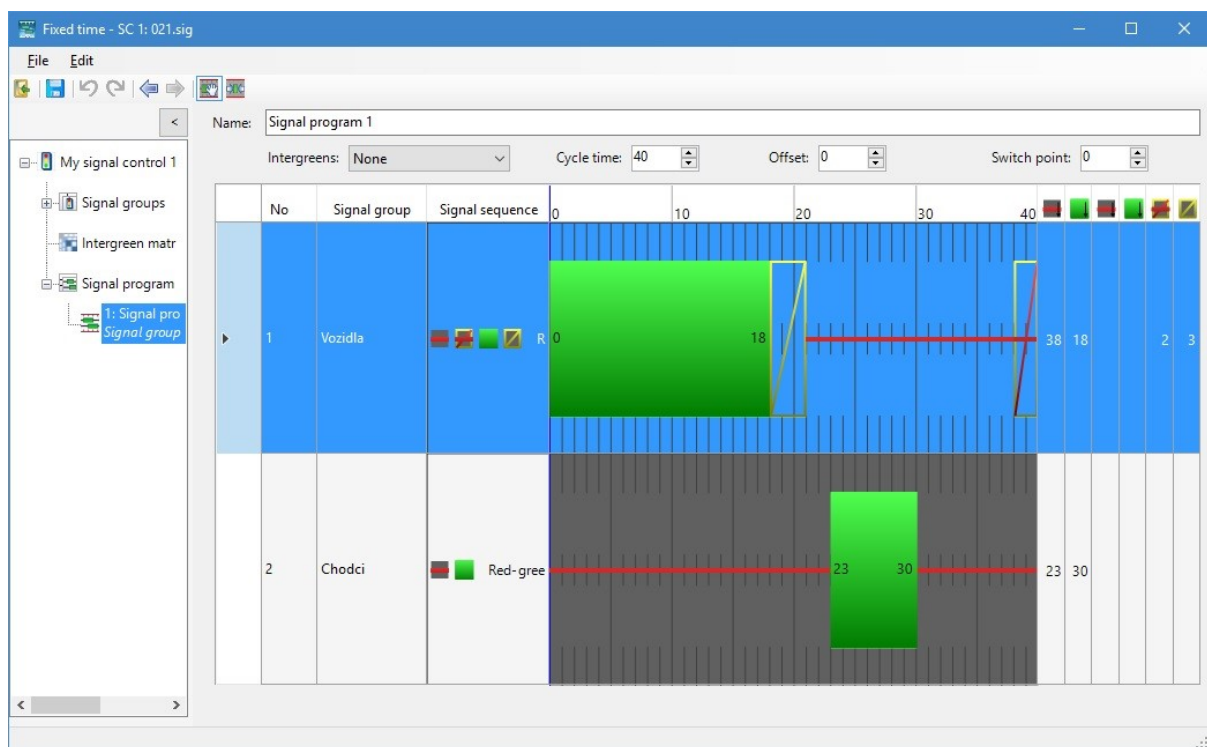 Fixed time - SC 1: 021.sig
File Edit
<
Name: Signal program 1
Intergreens: None Cycle time: 40 Offset: 0 Switch point: 0
My signal control 1
Signal groups
Intergreen matr
Signal program
1: Signal pro
Signal group
No Signal group Signal sequence 0 10 20 30 40
1 Vozidla R 0 18 38 18 2 3
2 Chodci Red-gree 23 30 23 30
< >